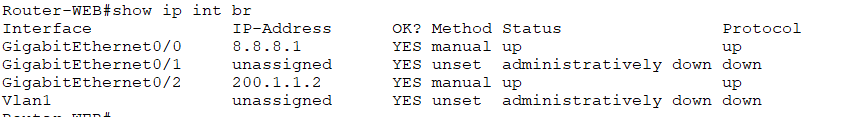 Router-WEB#show ip int br
Interface IP-Address OK? Method Status Protocol
GigabitEthernet0/0 8.8.8.1 YES manual up up
GigabitEthernet0/1 unassigned YES unset administratively down down
GigabitEthernet0/2 200.1.1.2 YES manual up up
Vlan1 unassigned YES unset administratively down down
Router-WEB#